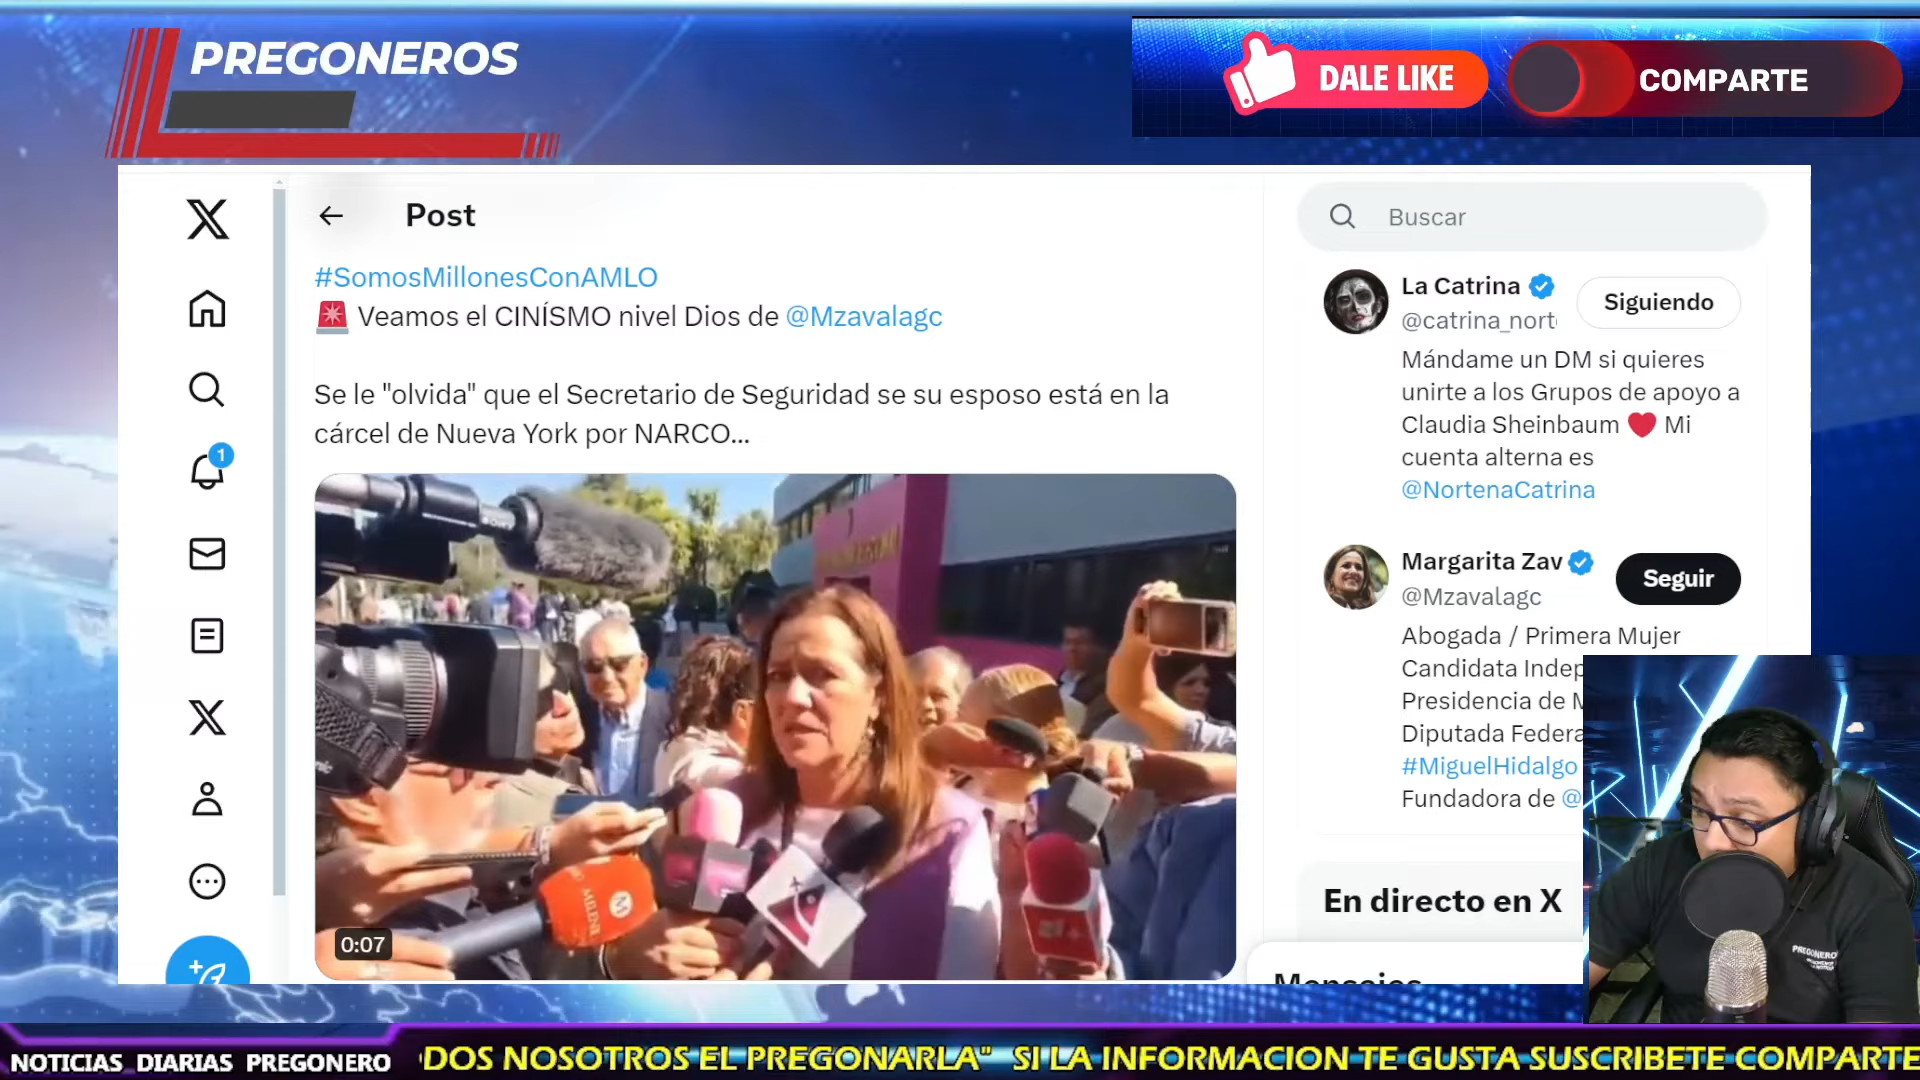 PREGONEROS
DALE LIKE
COMPARTE
Post
Buscar
#SomosMillonesConAMLO
Veamos el CINÍSMO nivel Dios de @Mzavalagc
Se le "olvida" que el Secretario de Seguridad se su esposo está en la
cárcel de Nueva York por NARCO...
1
0:07
MILENI
SONY
La Catrina
@catrina_nort
Siguiendo
Mándame un DM si quieres
unirte a los Grupos de apoyo a
Claudia Sheinbaum ❤️ Mi
cuenta alterna es
@NortenaCatrina
Margarita Zav
@Mzavalagc
Seguir
Abogada / Primera Mujer
Candidata Indep
Presidencia de M
Diputada Federa
#MiguelHidalgo
Fundadora de @
En directo en X
Mensajes
PREGONERO
NOTICIAS DIARIAS PREGONERO
DOS NOSOTROS EL PREGONARLA" SI LA INFORMACION TE GUSTA SUSCRIBETE COMPARTE